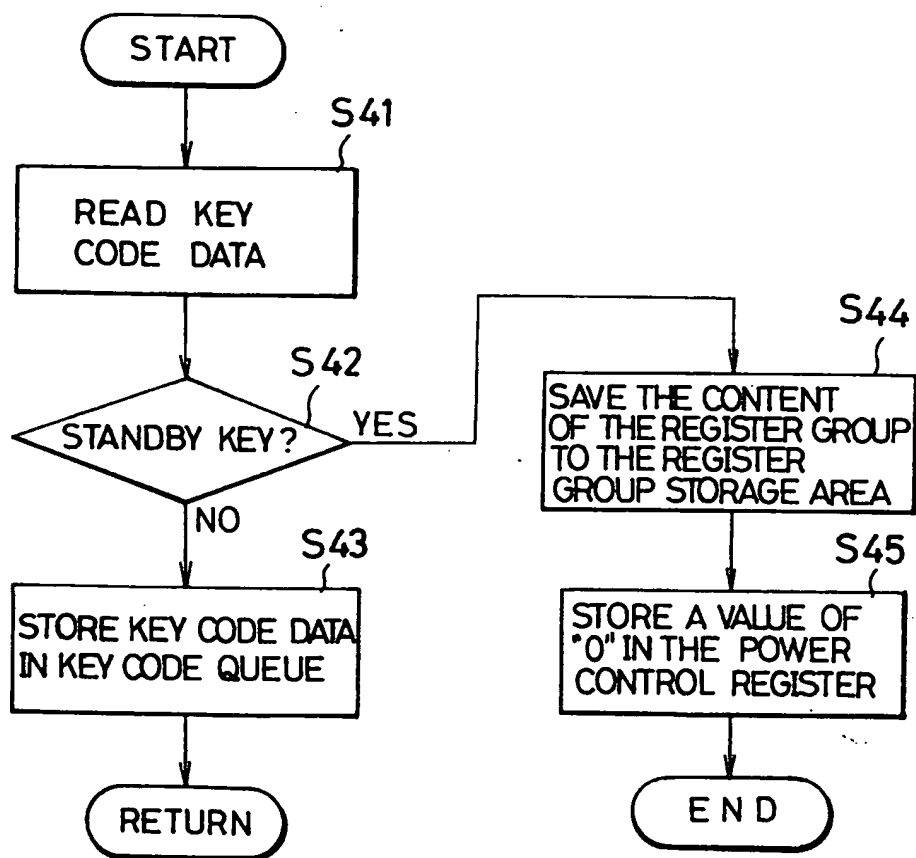 START
S41
READ KEY
CODE DATA
S42
STANDBY KEY?
YES
NO
S43
STORE KEY CODE DATA
IN KEY CODE QUEUE
RETURN
S44
SAVE THE CONTENT
OF THE REGISTER GROUP
TO THE REGISTER
GROUP STORAGE AREA
S45
STORE A VALUE OF
"0" IN THE POWER
CONTROL REGISTER
END